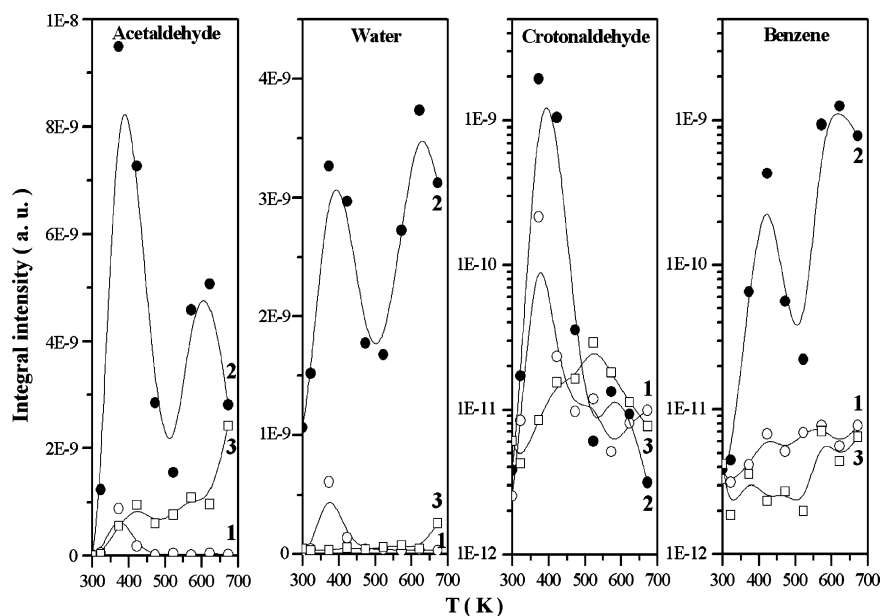 Integral intensity ( a. u. )
Acetaldehyde
1E-8
8E-9
6E-9
4E-9
2E-9
0
2
3
1
300 400 500 600 700
Water
4E-9
3E-9
2E-9
1E-9
0
2
3
1
300 400 500 600 700
Crotonaldehyde
1E-9
1E-10
1E-11
1E-12
1
3
2
300 400 500 600 700
Benzene
1E-9
1E-10
1E-11
1E-12
2
1
3
300 400 500 600 700
T ( K )